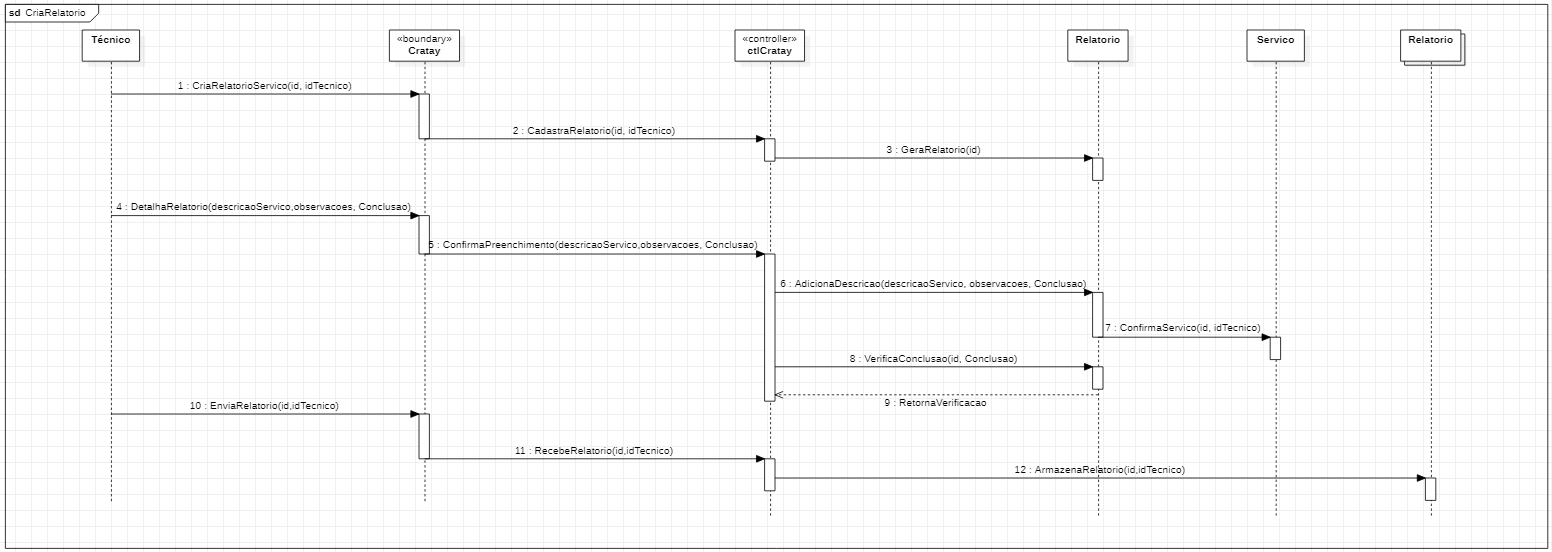 sd CriaRelatorio
Técnico
«boundary»
Cratay
«controller»
ctlCratay
Relatorio
Servico
Relatorio
1 : CriaRelatorioServico(id, idTecnico)
2 : CadastraRelatorio(id, idTecnico)
3 : GeraRelatorio(id)
4 : DetalhaRelatorio(descricaoServico,observacoes, Conclusao)
5 : ConfirmaPreenchimento(descricaoServico,observacoes, Conclusao)
6 : AdicionaDescricao(descricaoServico, observacoes, Conclusao)
7 : ConfirmaServico(id, idTecnico)
8 : VerificaConclusao(id, Conclusao)
9 : RetornaVerificacao
10 : EnviaRelatorio(id,idTecnico)
11 : RecebeRelatorio(id,idTecnico)
12 : ArmazenaRelatorio(id,idTecnico)